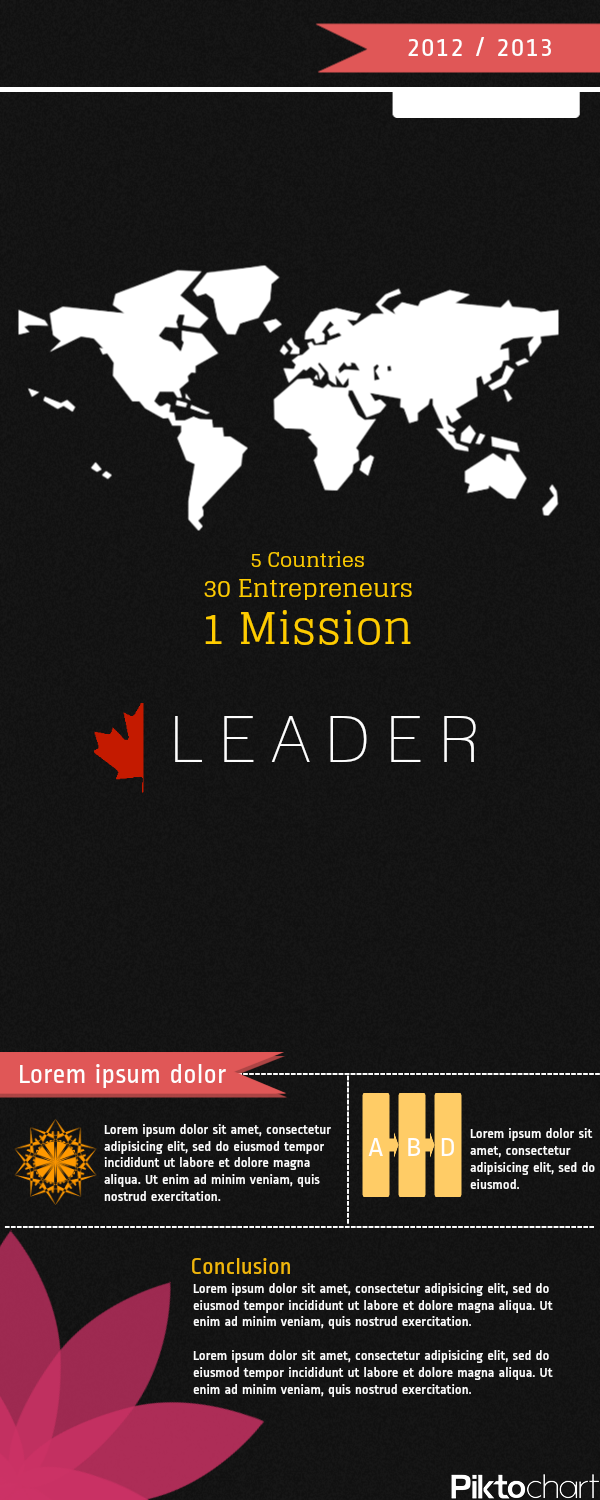 2012 / 2013
5 Countries
30 Entrepreneurs
1 Mission
LEADER
Lorem ipsum dolor
Lorem ipsum dolor sit amet, consectetur
adipisicing elit, sed do eiusmod tempor
incididunt ut labore et dolore magna
aliqua. Ut enim ad minim veniam, quis
nostrud exercitation.
A B D
Lorem ipsum dolor sit
amet, consectetur
adipisicing elit, sed do
eiusmod.
Conclusion
Lorem ipsum dolor sit amet, consectetur adipisicing elit, sed do
eiusmod tempor incididunt ut labore et dolore magna aliqua. Ut
enim ad minim veniam, quis nostrud exercitation.
Lorem ipsum dolor sit amet, consectetur adipisicing elit, sed do
eiusmod tempor incididunt ut labore et dolore magna aliqua. Ut
enim ad minim veniam, quis nostrud exercitation.
Piktochart